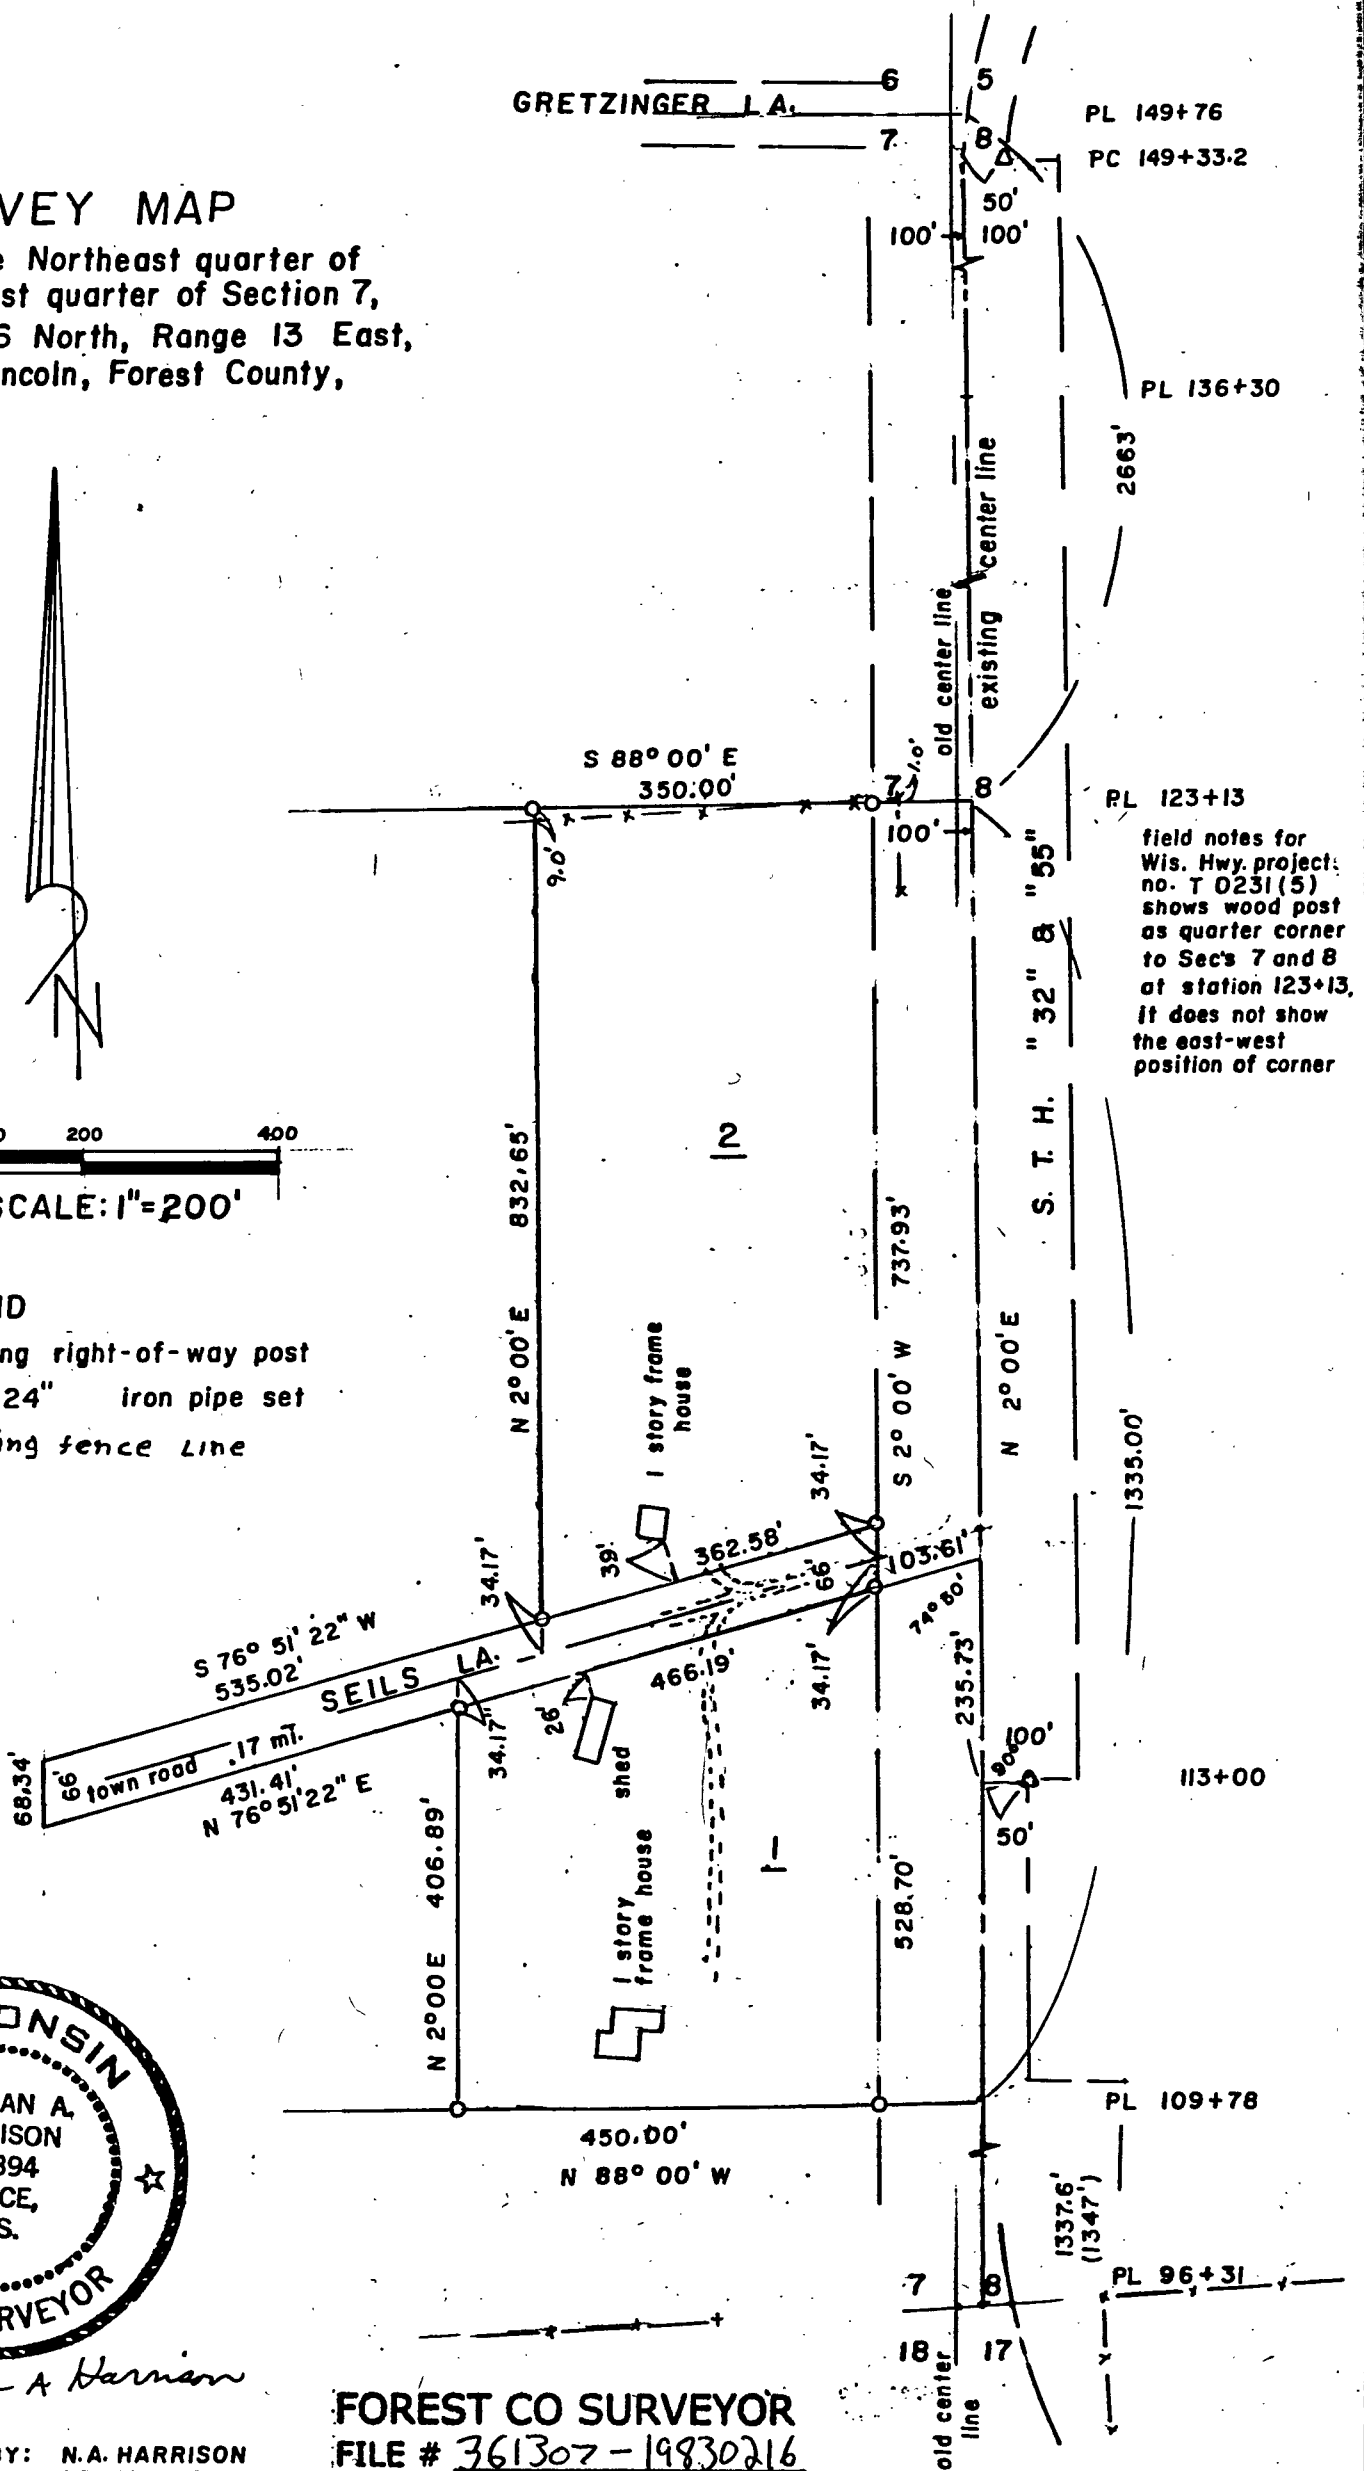 GRETZINGER LA.
6
5
7
8
PL 149+76
PC 149+33.2
50'
100'
100'
VEY MAP
Northeast quarter of
st quarter of Section 7,
6 North, Range 13 East,
ncoln, Forest County,
PL 136+30
2663'
old center line
existing center line
S 88° 00' E
350.00'
7
8
1.0'
100'
9.0'
PL 123+13
field notes for
Wis. Hwy. project
no. T 0231(5)
shows wood post
as quarter corner
to Sec's 7 and 8
at station 123+13,
it does not show
the east-west
position of corner
S. T. H. "32" & "55"
200
400
SCALE: 1"=200'
2
832.65'
N 2°00'E
737.93'
S 2° 00' W
N 2°00'E
1335.00'
ng right-of-way post
24" iron pipe set
ng fence Line
1 story frame
house
39'
34.17'
34.17'
362.58'
66'
103.61'
74° 50'
S 76° 51' 22" W
535.02'
SEILS LA.
466.19'
34.17'
235.73'
68.34'
66'
town road .17 mi.
431.41'
N 76° 51' 22" E
34.17'
26'
shed
90°
100'
50'
113+00
N 2°00E 406.89'
1 story
frame house
1
528.70'
450.00'
N 88° 00' W
PL 109+78
1337.6'
(1347')
PL 96+31
7
8
18
17
old center
line
ONSIN
AN A.
ISON
394
CE,
S.
RVEYOR
A Harrison
BY: N.A. HARRISON
FOREST CO SURVEYOR
FILE # 361307-19830216